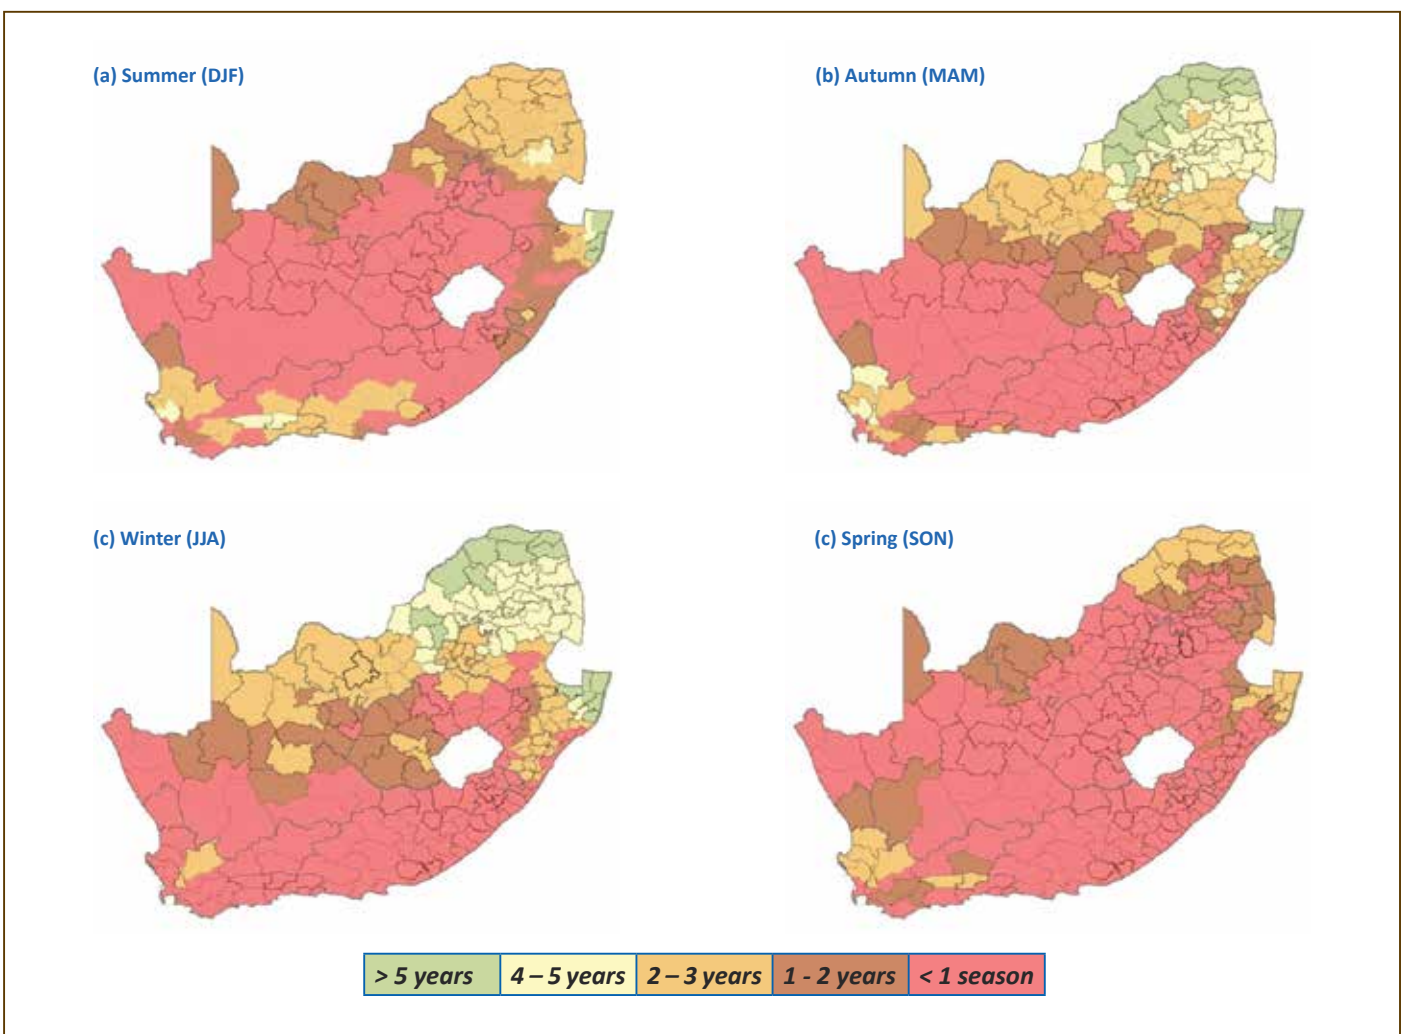 (a) Summer (DJF)
(b) Autumn (MAM)
(c) Winter (JJA)
(c) Spring (SON)
> 5 years
4 – 5 years
2 – 3 years
1 - 2 years
< 1 season